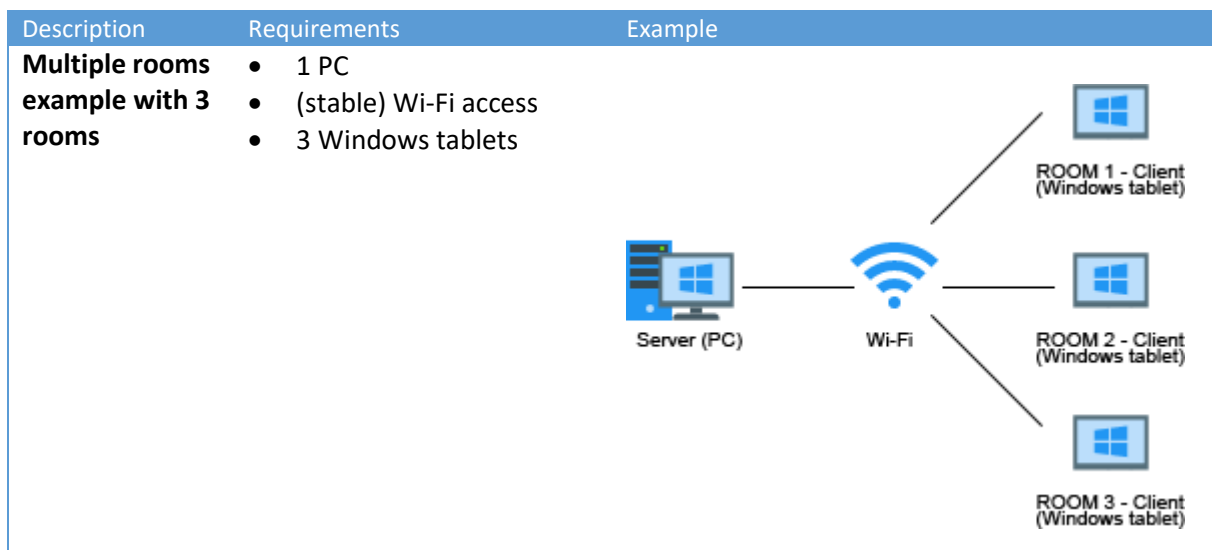 Description Requirements Example
Multiple rooms
example with 3
rooms
• 1 PC
• (stable) Wi-Fi access
• 3 Windows tablets
ROOM 1 - Client
(Windows tablet)
Server (PC)
Wi-Fi
ROOM 2 - Client
(Windows tablet)
ROOM 3 - Client
(Windows tablet)